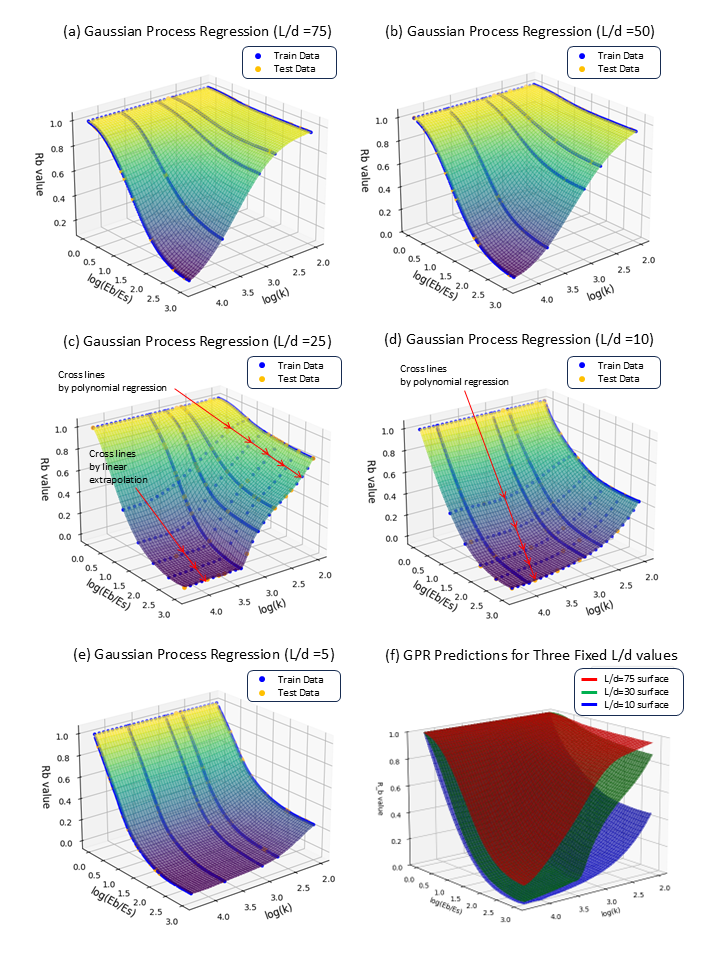 (a) Gaussian Process Regression (L/d =75)
Train Data
Test Data
1.0
0.8
0.6
0.4
0.2
Rb value
0.0
0.5
1.0
1.5
2.0
2.5
3.0
log(Eb/Es)
4.0
3.5
3.0
2.5
2.0
log(k)
(b) Gaussian Process Regression (L/d =50)
Train Data
Test Data
1.0
0.8
0.6
0.4
0.2
Rb value
0.0
0.5
1.0
1.5
2.0
2.5
3.0
log(Eb/Es)
4.0
3.5
3.0
2.5
2.0
log(k)
(c) Gaussian Process Regression (L/d =25)
Train Data
Test Data
Cross lines
by polynomial regression
Cross lines
by linear
extrapolation
1.0
0.8
0.6
0.4
0.2
0.0
Rb value
0.0
0.5
1.0
1.5
2.0
2.5
3.0
log(Eb/Es)
4.0
3.5
3.0
2.5
2.0
log(k)
(d) Gaussian Process Regression (L/d =10)
Train Data
Test Data
Cross lines
by polynomial regression
1.0
0.8
0.6
0.4
0.2
0.0
Rb value
0.0
0.5
1.0
1.5
2.0
2.5
3.0
log(Eb/Es)
4.0
3.5
3.0
2.5
2.0
log(k)
(e) Gaussian Process Regression (L/d =5)
Train Data
Test Data
1.0
0.8
0.6
0.4
0.2
0.0
Rb value
0.0
0.5
1.0
1.5
2.0
2.5
3.0
log(Eb/Es)
4.0
3.5
3.0
2.5
2.0
log(k)
(f) GPR Predictions for Three Fixed L/d values
L/d=75 surface
L/d=30 surface
L/d=10 surface
1.0
0.8
0.6
0.4
0.2
0.0
R_b value
0.0
0.5
1.0
1.5
2.0
2.5
3.0
log(Eb/Es)
4.0
3.5
3.0
2.5
2.0
log(k)